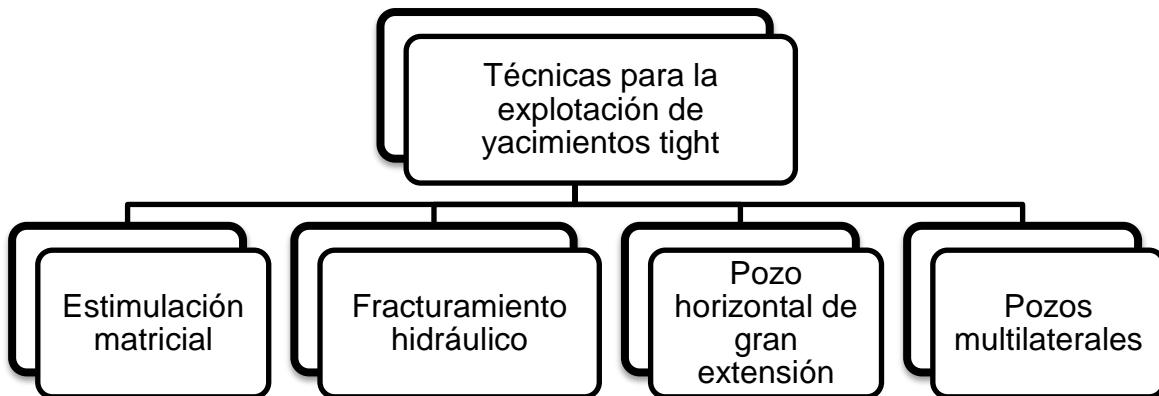 Técnicas para la
explotación de
yacimientos tight
Estimulación
matricial
Fracturamiento
hidráulico
Pozo
horizontal de
gran
extensión
Pozos
multilaterales